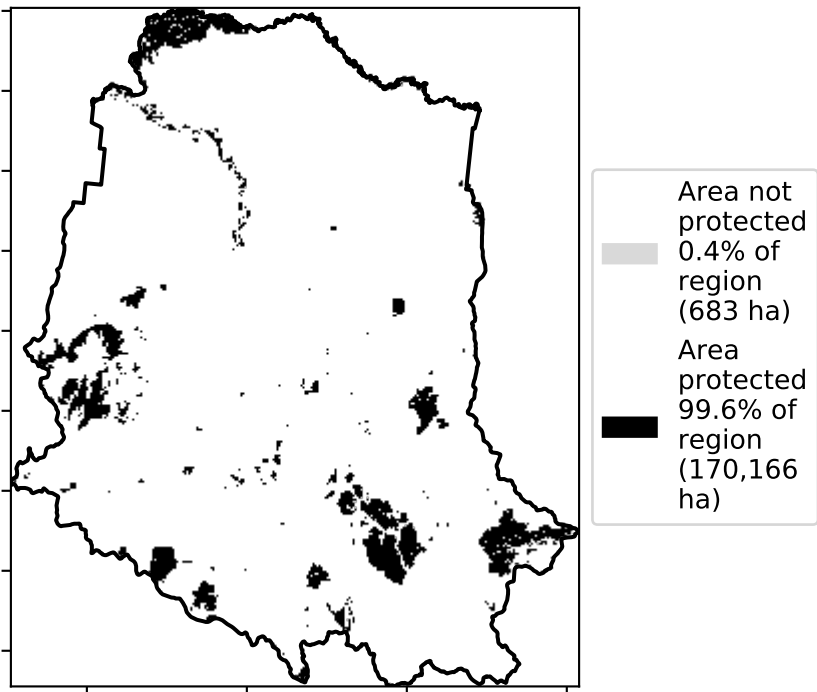 Area not
protected
0.4% of
region
(683 ha)
Area
protected
99.6% of
region
(170,166
ha)